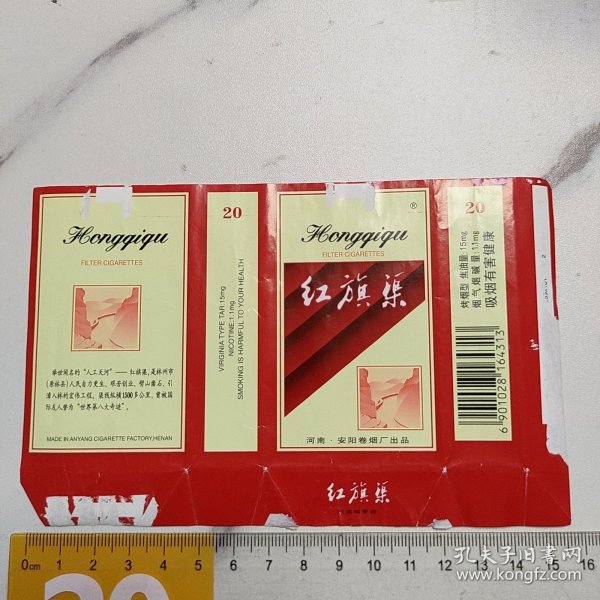 Hongqiqu
FILTER CIGARETTES
举世闻名的"人工天河"——红旗渠,是林州市
(原林县)人民自力更生、艰苦创业、劈山凿石、引
漳入林的宏伟工程。渠线纵横1500多公里,曾被国
际友人誉为"世界第八大奇迹"。
MADE IN ANYANG CIGARETTE FACTORY,HENAN
20
VIRGINIA TYPE TAR:15mg
NICOTINE:1.1mg
SMOKING IS HARMFUL TO YOUR HEALTH
®
Hongqiqu
FILTER CIGARETTES
红旗渠
河南·安阳卷烟厂出品
红旗渠
20
烤烟型 焦油量:15mg
烟气烟碱量:1.1mg
吸烟有害健康
6901028164313
0cm 1 2 3 4 5 6 7 8 9 10 11 12 13 14 15 16
20
孔夫子旧书网
www.kongfz.com